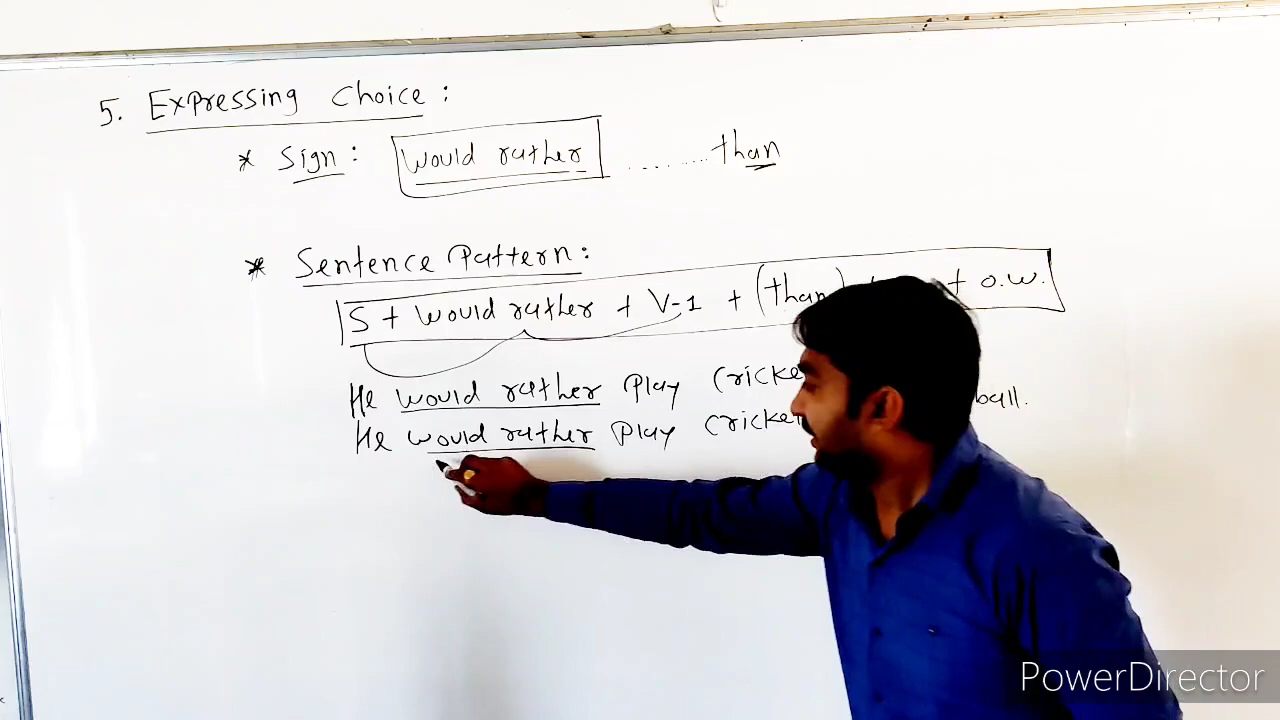 5. Expressing Choice:
* Sign: would rather ......... than
* Sentence Pattern:
S + would rather + V-1 + (than) + o.w.
He would rather play cricke
He would rather play cricket ball.
PowerDirector